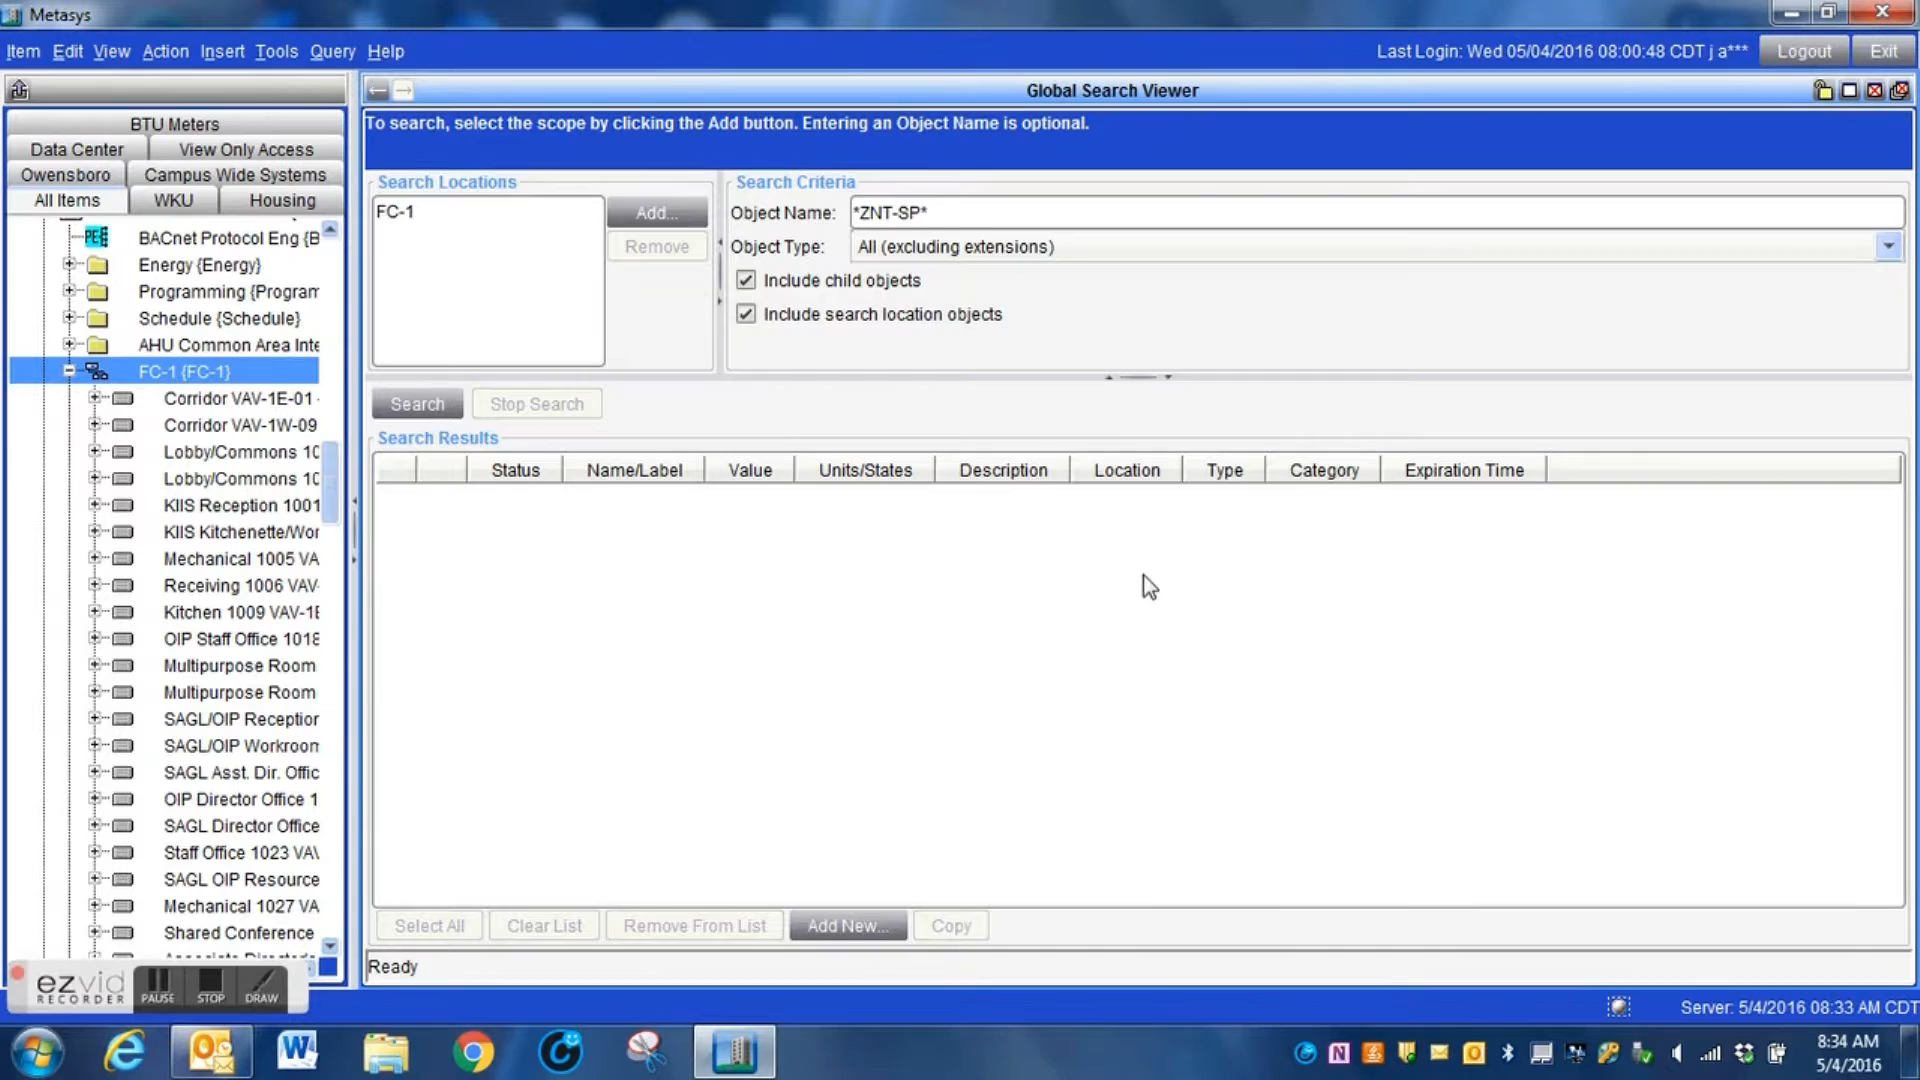 Metasys
Item Edit View Action Insert Tools Query Help
Last Login: Wed 05/04/2016 08:00:48 CDT j a***
Logout
Exit
BTU Meters
Data Center
View Only Access
Owensboro
Campus Wide Systems
All Items
WKU
Housing
BACnet Protocol Eng {B
Energy {Energy}
Programming {Program
Schedule {Schedule}
AHU Common Area Inte
FC-1 {FC-1}
Corridor VAV-1E-01 -
Corridor VAV-1W-09
Lobby/Commons 10
Lobby/Commons 10
KIIS Reception 1001
KIIS Kitchenette/Wor
Mechanical 1005 VA
Receiving 1006 VAV-
Kitchen 1009 VAV-1E
OIP Staff Office 1018
Multipurpose Room
Multipurpose Room
SAGL/OIP Reception
SAGL/OIP Workroom
SAGL Asst. Dir. Offic
OIP Director Office 1
SAGL Director Office
Staff Office 1023 VAV
SAGL OIP Resource
Mechanical 1027 VA
Shared Conference
ezvid
RECORDER
PAUSE
STOP
DRAW
Global Search Viewer
To search, select the scope by clicking the Add button. Entering an Object Name is optional.
Search Locations
FC-1
Add...
Remove
Search Criteria
Object Name: *ZNT-SP*
Object Type: All (excluding extensions)
Include child objects
Include search location objects
Search
Stop Search
Search Results
Status Name/Label Value Units/States Description Location Type Category Expiration Time
Select All
Clear List
Remove From List
Add New...
Copy
Ready
Server: 5/4/2016 08:33 AM CDT
8:34 AM
5/4/2016